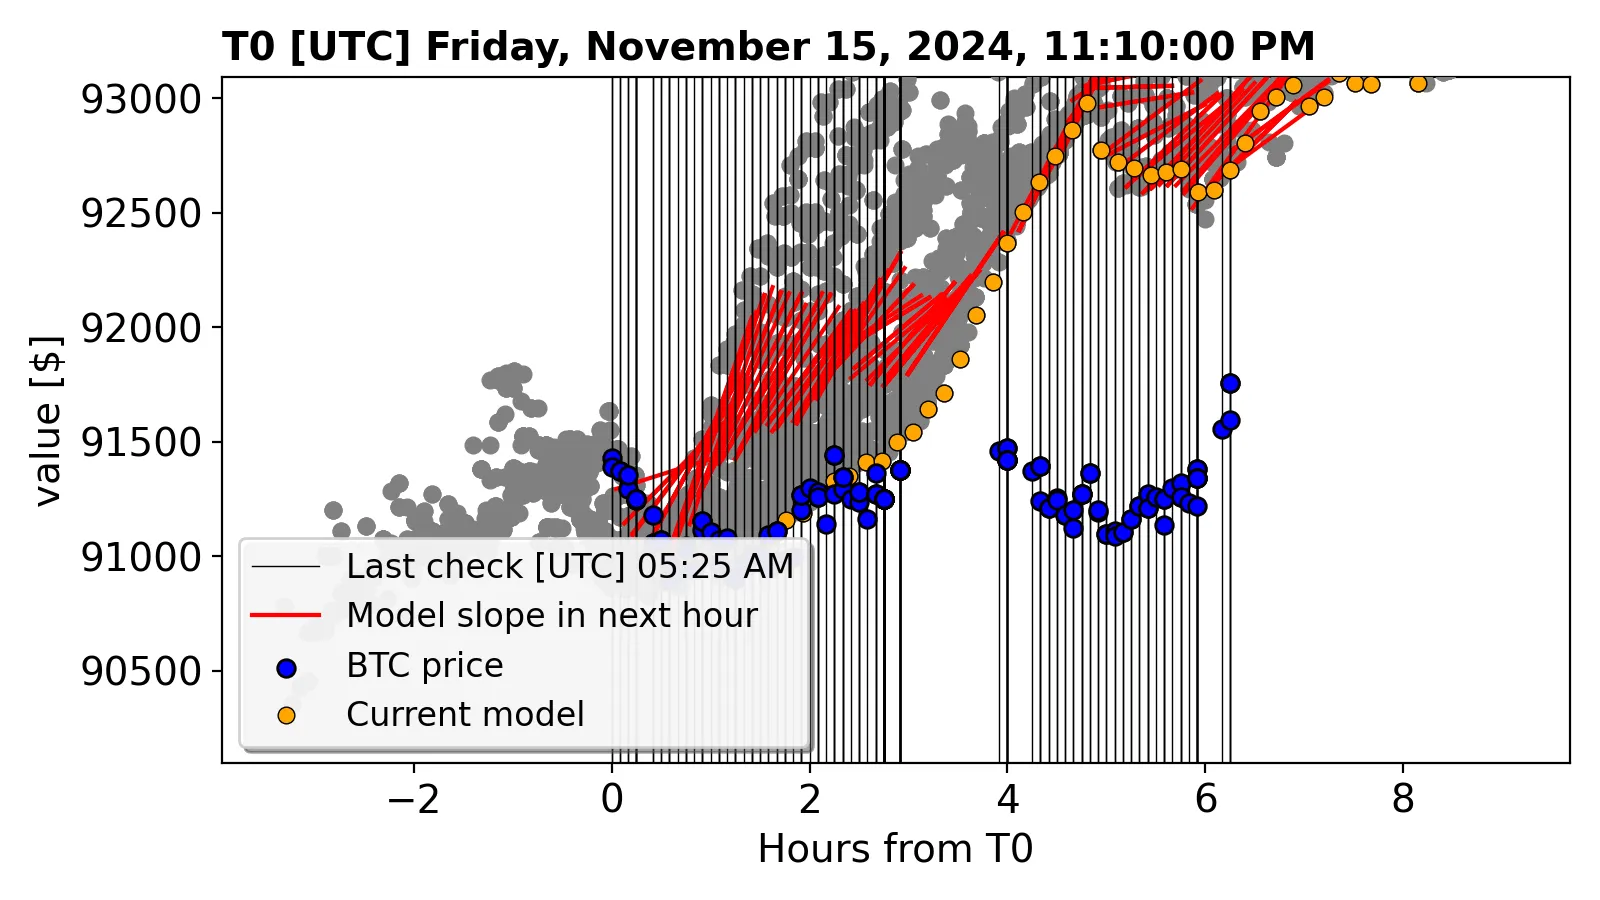 T0 [UTC] Friday, November 15, 2024, 11:10:00 PM
value [$]
93000
92500
92000
91500
91000
90500
Last check [UTC] 05:25 AM
Model slope in next hour
BTC price
Current model
−2 0 2 4 6 8
Hours from T0